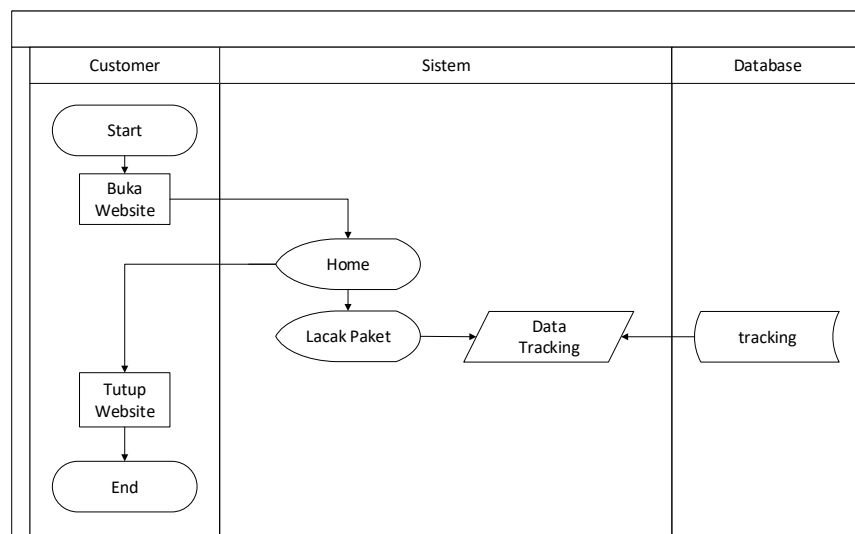 Customer
Sistem
Database
Start
Buka
Website
Home
Lacak Paket
Data
Tracking
tracking
Tutup
Website
End